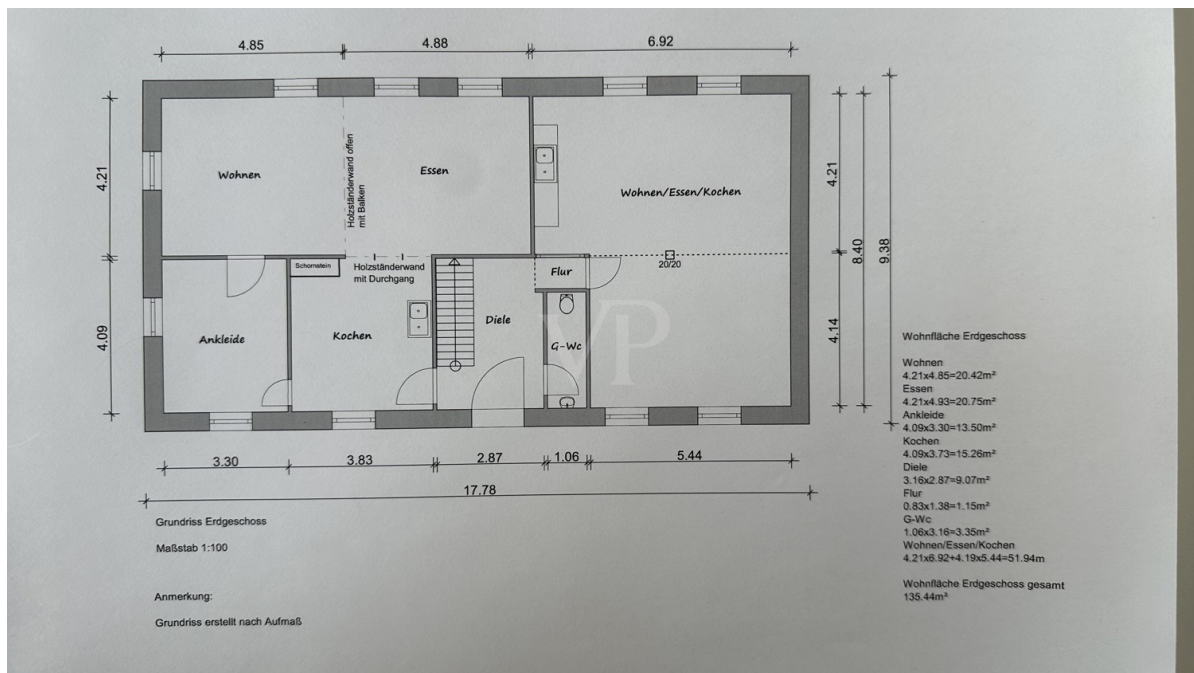 4.85
4.88
6.92
4.21
4.09
Wohnen
Holzständerwand offen
mit Balken
Essen
Wohnen/Essen/Kochen
4.21
4.14
8.40
9.38
Schornstein
Holzständerwand
mit Durchgang
Flur
20/20
Ankleide
Kochen
Diele
G-Wc
VP
3.30
3.83
2.87
1.06
5.44
17.78
Grundriss Erdgeschoss
Maßstab 1:100
Anmerkung:
Grundriss erstellt nach Aufmaß
Wohnfläche Erdgeschoss
Wohnen
4.21x4.85=20.42m²
Essen
4.21x4.93=20.75m²
Ankleide
4.09x3.30=13.50m²
Kochen
4.09x3.73=15.26m²
Diele
3.16x2.87=9.07m²
Flur
0.83x1.38=1.15m²
G-Wc
1.06x3.16=3.35m²
Wohnen/Essen/Kochen
4.21x6.92+4.19x5.44=51.94m
Wohnfläche Erdgeschoss gesamt
135.44m²